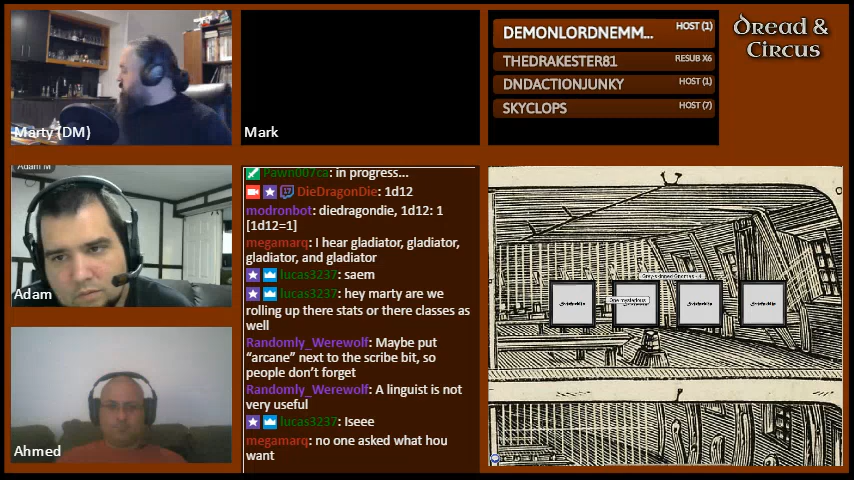 Marty (DM)
Mark
DEMONLORDNEMM...
HOST (1)
THEDRAKESTER81
RESUB X6
DNDACTIONJUNKY
HOST (1)
SKYCLOPS
HOST (7)
Dread &
Circus
Adam M
Adam
Ahmed
Pawn007ca: in progress...
DieDragonDie: 1d12
modronbot: diedragondie, 1d12: 1
[1d12=1]
megamarq: I hear gladiator, gladiator,
gladiator, and gladiator
lucas3237: saem
lucas3237: hey marty are we
rolling up there stats or there classes as
well
Randomly_Werewolf: Maybe put
“arcane” next to the scribe bit, so
people don’t forget
Randomly_Werewolf: A linguist is not
very useful
lucas3237: Iseee
megamarq: no one asked what hou
want
One mysterious